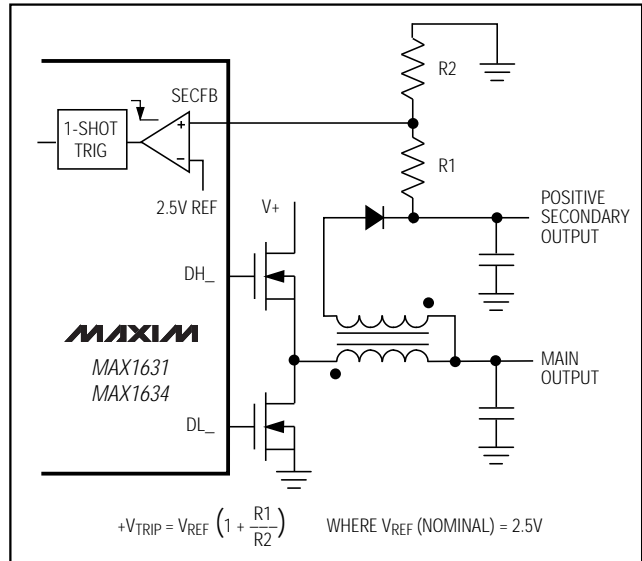 R2
SECFB
1-SHOT
TRIG
+
−
R1
2.5V REF
V+
POSITIVE
SECONDARY
OUTPUT
DH_
MAXIM
MAX1631
MAX1634
MAIN
OUTPUT
DL_
+VTRIP = VREF (1 + R1/R2) WHERE VREF (NOMINAL) = 2.5V